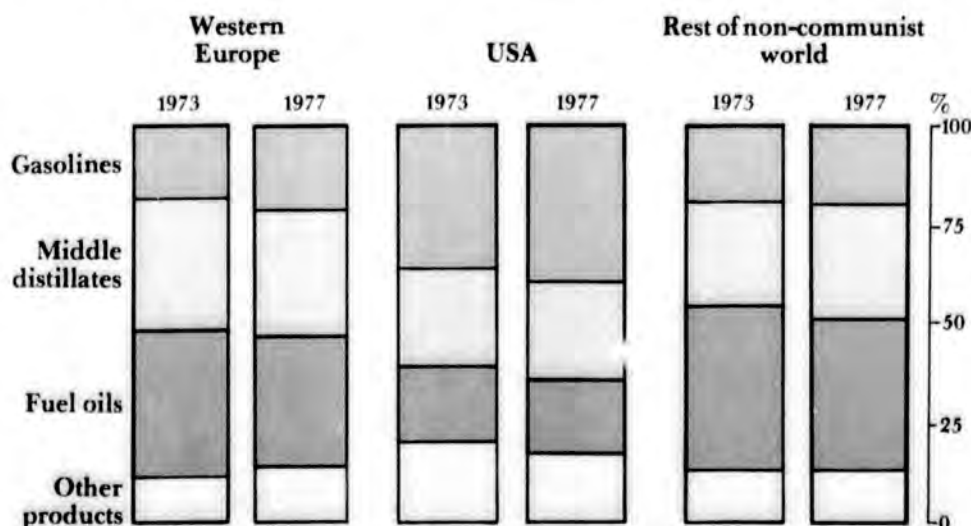 Western
Europe
USA
Rest of non-communist
world
1973
1977
1973
1977
1973
1977
%
Gasolines
Middle
distillates
Fuel oils
Other
products
100
75
50
25
0